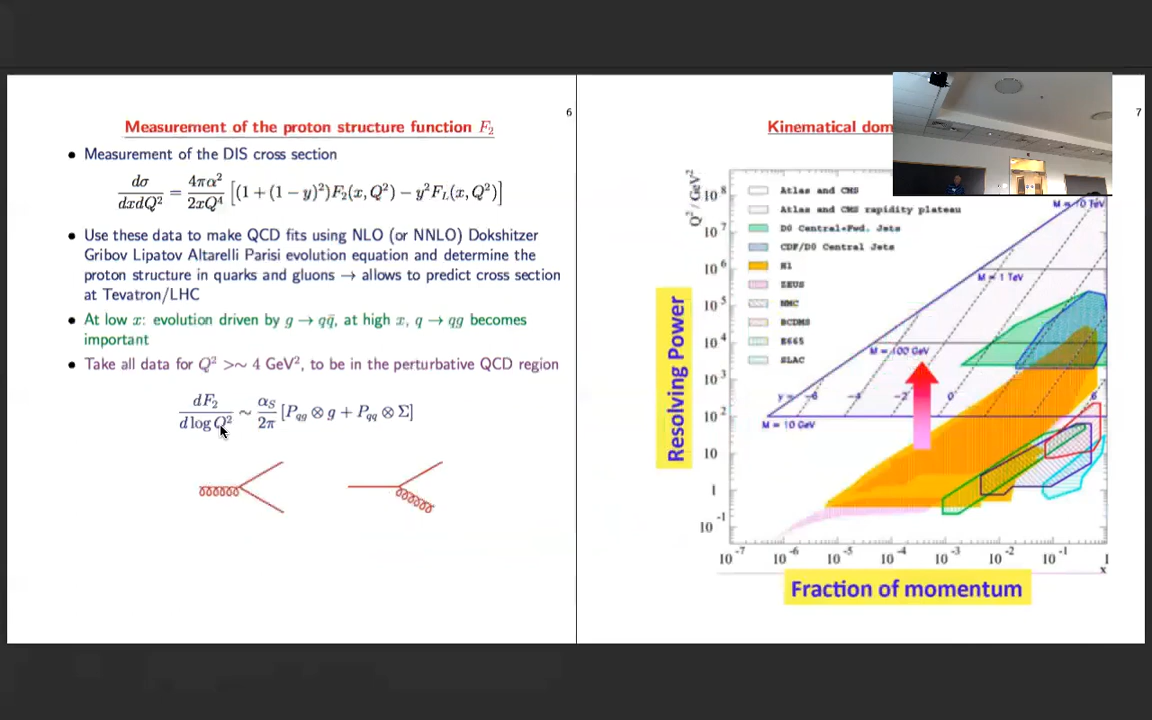 6
Measurement of the proton structure function F₂
• Measurement of the DIS cross section
dσ/dxdQ² = 4πα²/2xQ⁴ [(1 + (1 − y)²)F₂(x, Q²) − y²F_L(x, Q²)]
• Use these data to make QCD fits using NLO (or NNLO) Dokshitzer
Gribov Lipatov Altarelli Parisi evolution equation and determine the
proton structure in quarks and gluons → allows to predict cross section
at Tevatron/LHC
• At low x: evolution driven by g → qq̄, at high x, q → qg becomes
important
• Take all data for Q² >∼ 4 GeV², to be in the perturbative QCD region
dF₂/d log Q² ∼ α_S/2π [P_qg ⊗ g + P_qq ⊗ Σ]
7
Kinematical dom
Q² / GeV²
Resolving Power
10⁸
10⁷
10⁶
10⁵
10⁴
10³
10²
10
1
10⁻¹
Atlas and CMS
Atlas and CMS rapidity plateau
D0 Central+Fwd. Jets
CDF/D0 Central Jets
H1
ZEUS
NMC
BCDMS
E665
SLAC
M = 10 TeV
M = 1 TeV
M = 100 GeV
y = -6 -4 -2 0 6
M = 10 GeV
10⁻⁷ 10⁻⁶ 10⁻⁵ 10⁻⁴ 10⁻³ 10⁻² 10⁻¹ 1
x
Fraction of momentum